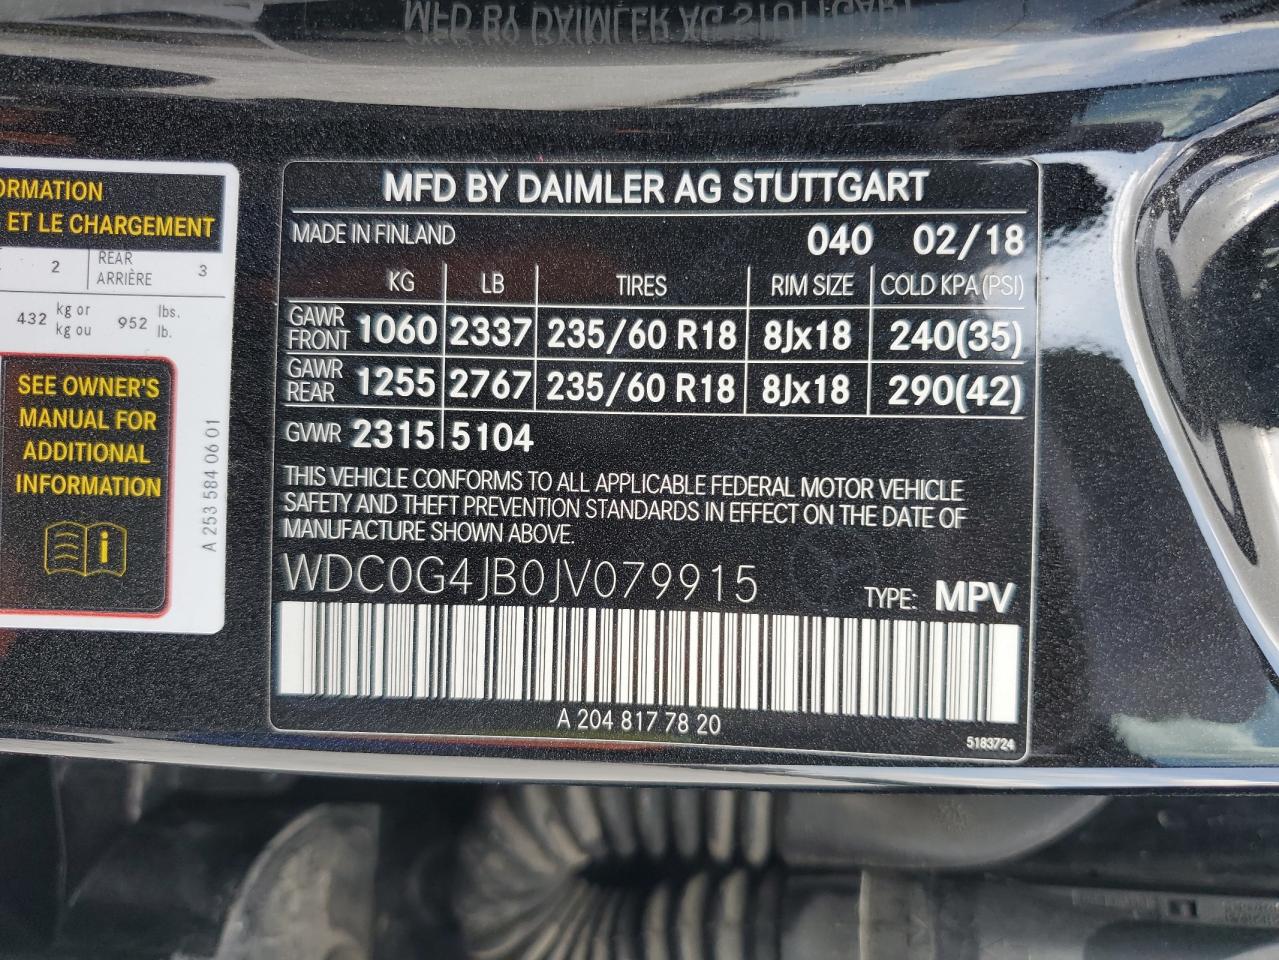 MFD BY DAIMLER AG STUTTGART
ORMATION
ET LE CHARGEMENT
2 REAR ARRIÈRE 3
432 kg or kg ou 952 lbs. lb.
SEE OWNER'S
MANUAL FOR
ADDITIONAL
INFORMATION
i
A 253 584 06 01
MFD BY DAIMLER AG STUTTGART
MADE IN FINLAND 040 02/18
KG LB TIRES RIM SIZE COLD KPA (PSI)
GAWR FRONT 1060 2337 235/60 R18 8Jx18 240(35)
GAWR REAR 1255 2767 235/60 R18 8Jx18 290(42)
GVWR 2315 5104
THIS VEHICLE CONFORMS TO ALL APPLICABLE FEDERAL MOTOR VEHICLE
SAFETY AND THEFT PREVENTION STANDARDS IN EFFECT ON THE DATE OF
MANUFACTURE SHOWN ABOVE.
WDC0G4JB0JV079915 TYPE: MPV
A 204 817 78 20
5183724